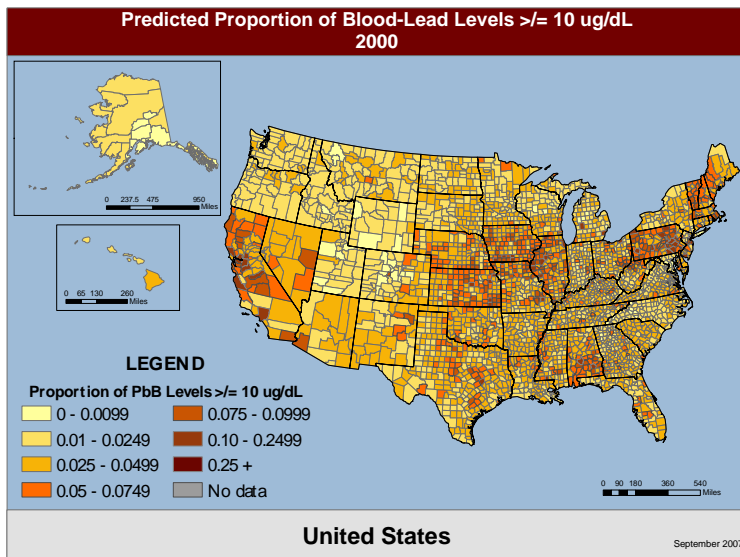 Predicted Proportion of Blood-Lead Levels >/= 10 ug/dL
2000
0 237.5 475 950
Miles
0 65 130 260
Miles
LEGEND
Proportion of PbB Levels >/= 10 ug/dL
0 - 0.0099
0.01 - 0.0249
0.025 - 0.0499
0.05 - 0.0749
0.075 - 0.0999
0.10 - 0.2499
0.25 +
No data
0 90 180 360 540
Miles
United States
September 2007